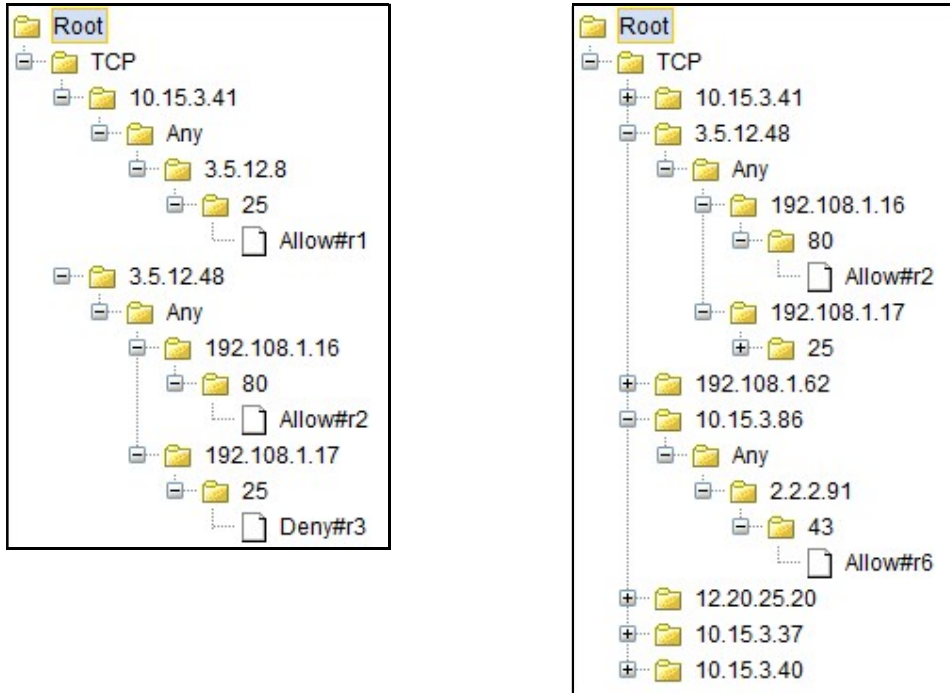 Root
TCP
10.15.3.41
Any
3.5.12.8
25
Allow#r1
3.5.12.48
Any
192.108.1.16
80
Allow#r2
192.108.1.17
25
Deny#r3
Root
TCP
10.15.3.41
3.5.12.48
Any
192.108.1.16
80
Allow#r2
192.108.1.17
25
192.108.1.62
10.15.3.86
Any
2.2.2.91
43
Allow#r6
12.20.25.20
10.15.3.37
10.15.3.40